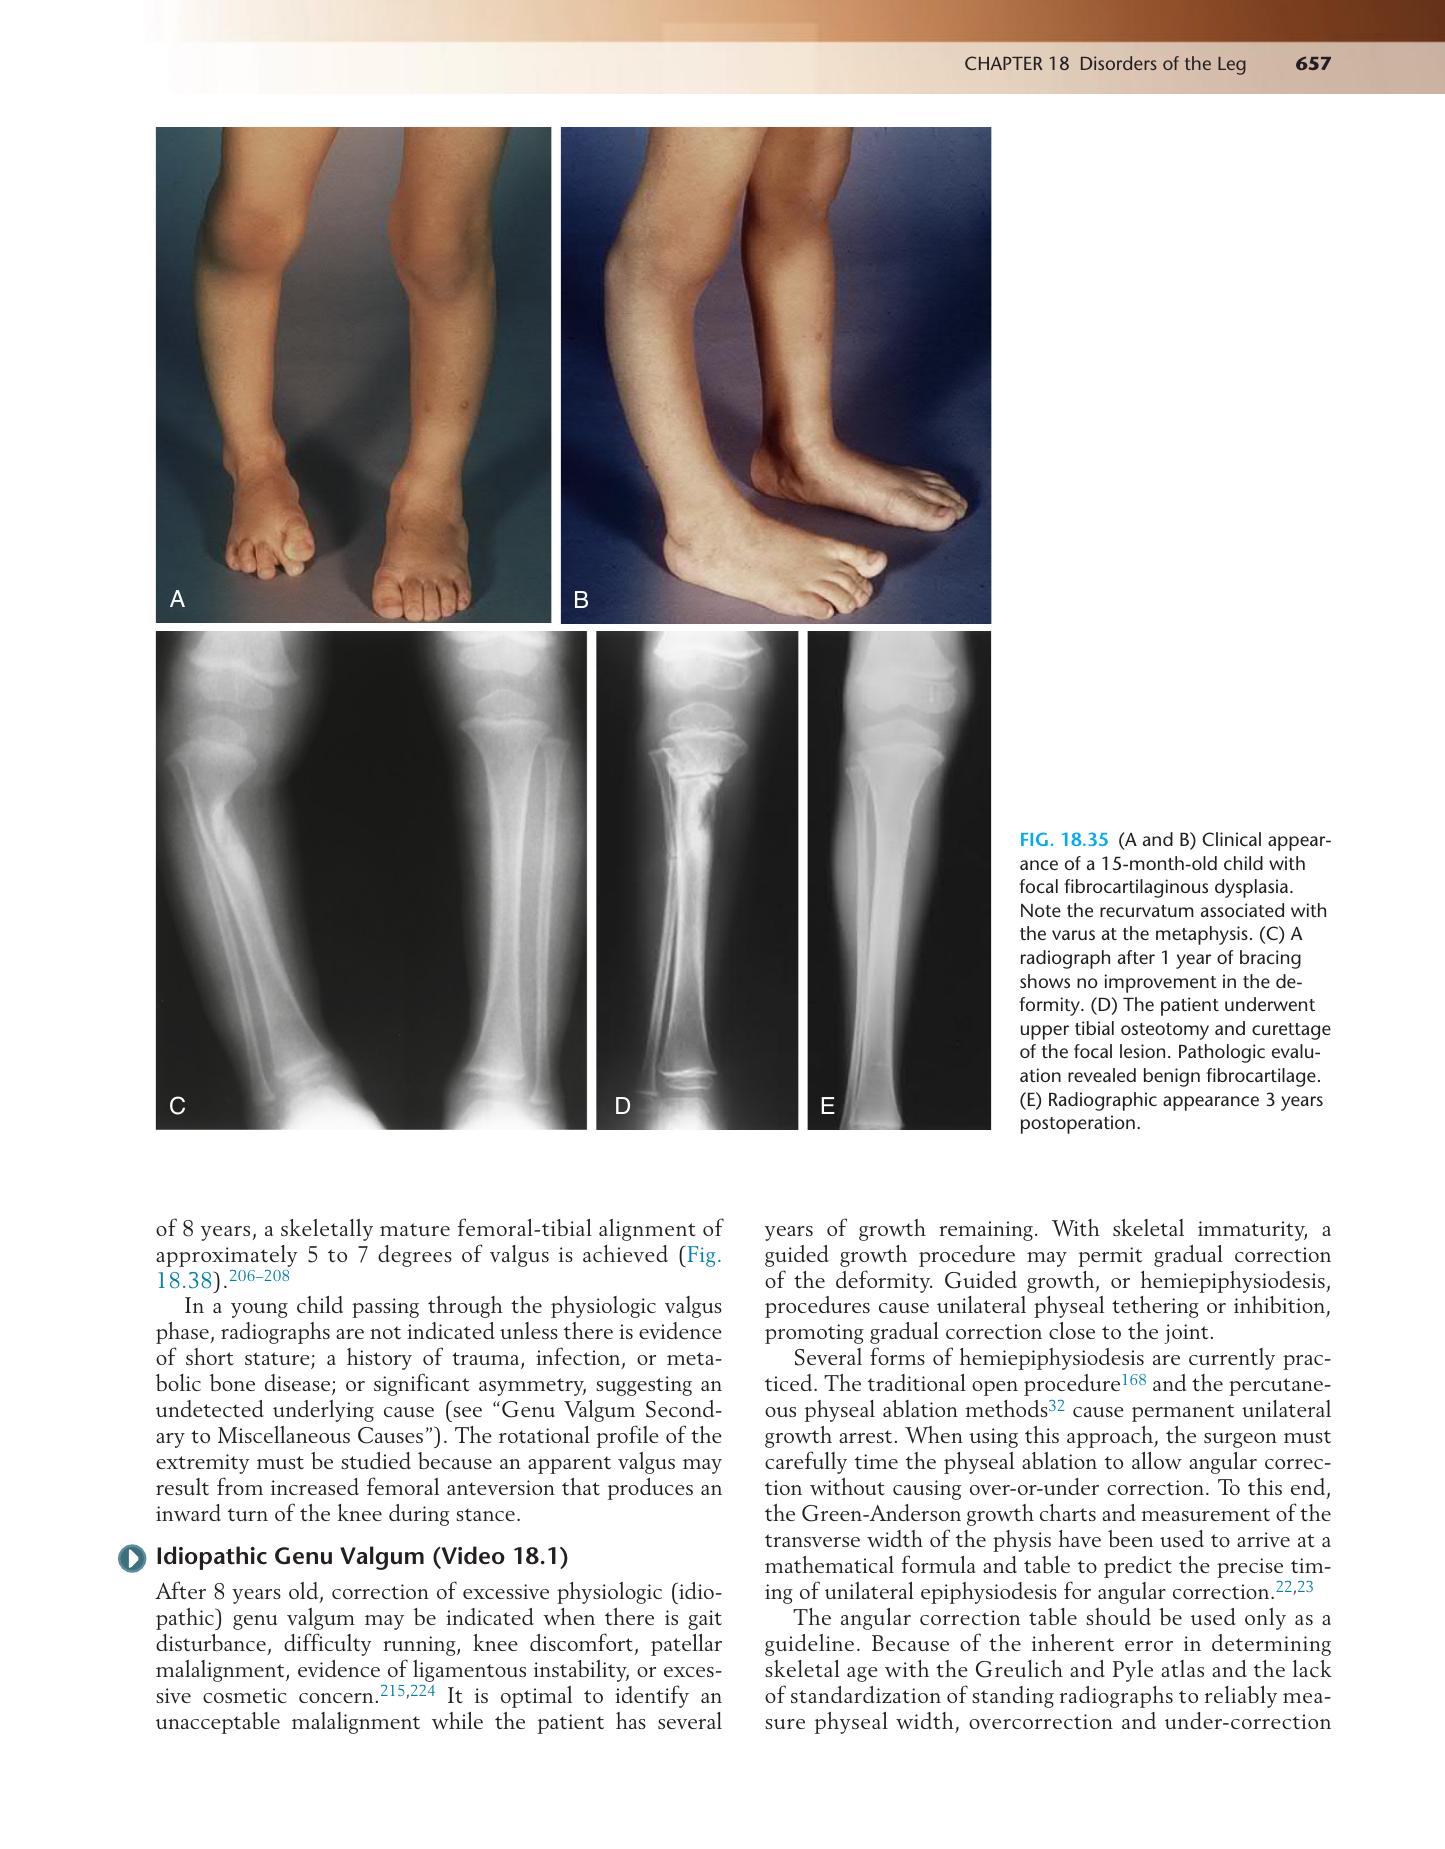 CHAPTER 18 Disorders of the Leg 657
A
B
C
D
E
FIG. 18.35 (A and B) Clinical appear-
ance of a 15-month-old child with
focal fibrocartilaginous dysplasia.
Note the recurvatum associated with
the varus at the metaphysis. (C) A
radiograph after 1 year of bracing
shows no improvement in the de-
formity. (D) The patient underwent
upper tibial osteotomy and curettage
of the focal lesion. Pathologic evalu-
ation revealed benign fibrocartilage.
(E) Radiographic appearance 3 years
postoperation.
of 8 years, a skeletally mature femoral-tibial alignment of
approximately 5 to 7 degrees of valgus is achieved (Fig.
18.38).206–208
In a young child passing through the physiologic valgus
phase, radiographs are not indicated unless there is evidence
of short stature; a history of trauma, infection, or meta-
bolic bone disease; or significant asymmetry, suggesting an
undetected underlying cause (see “Genu Valgum Second-
ary to Miscellaneous Causes”). The rotational profile of the
extremity must be studied because an apparent valgus may
result from increased femoral anteversion that produces an
inward turn of the knee during stance.
Idiopathic Genu Valgum (Video 18.1)
After 8 years old, correction of excessive physiologic (idio-
pathic) genu valgum may be indicated when there is gait
disturbance, difficulty running, knee discomfort, patellar
malalignment, evidence of ligamentous instability, or exces-
sive cosmetic concern.215,224 It is optimal to identify an
unacceptable malalignment while the patient has several
years of growth remaining. With skeletal immaturity, a
guided growth procedure may permit gradual correction
of the deformity. Guided growth, or hemiepiphysiodesis,
procedures cause unilateral physeal tethering or inhibition,
promoting gradual correction close to the joint.
Several forms of hemiepiphysiodesis are currently prac-
ticed. The traditional open procedure168 and the percutane-
ous physeal ablation methods32 cause permanent unilateral
growth arrest. When using this approach, the surgeon must
carefully time the physeal ablation to allow angular correc-
tion without causing over-or-under correction. To this end,
the Green-Anderson growth charts and measurement of the
transverse width of the physis have been used to arrive at a
mathematical formula and table to predict the precise tim-
ing of unilateral epiphysiodesis for angular correction.22,23
The angular correction table should be used only as a
guideline. Because of the inherent error in determining
skeletal age with the Greulich and Pyle atlas and the lack
of standardization of standing radiographs to reliably mea-
sure physeal width, overcorrection and under-correction